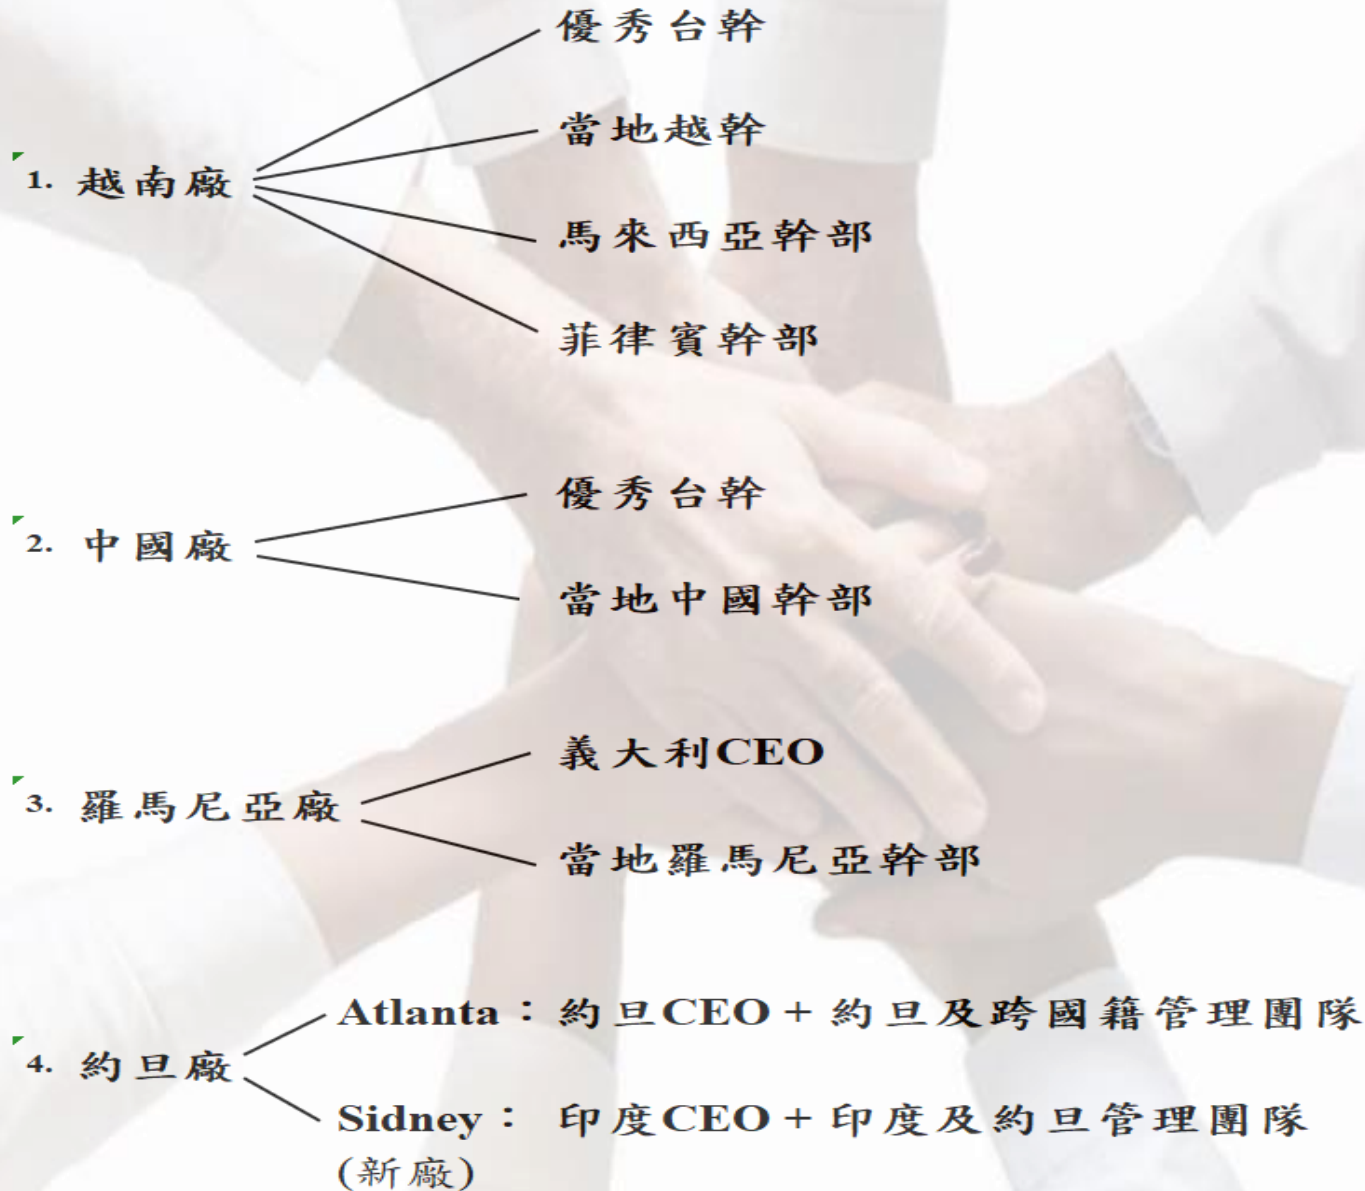 優秀台幹
當地越幹
1. 越南廠
馬來西亞幹部
菲律賓幹部
優秀台幹
2. 中國廠
當地中國幹部
義大利CEO
3. 羅馬尼亞廠
當地羅馬尼亞幹部
Atlanta：約旦CEO + 約旦及跨國籍管理團隊
4. 約旦廠
Sidney： 印度CEO + 印度及約旦管理團隊
(新廠)